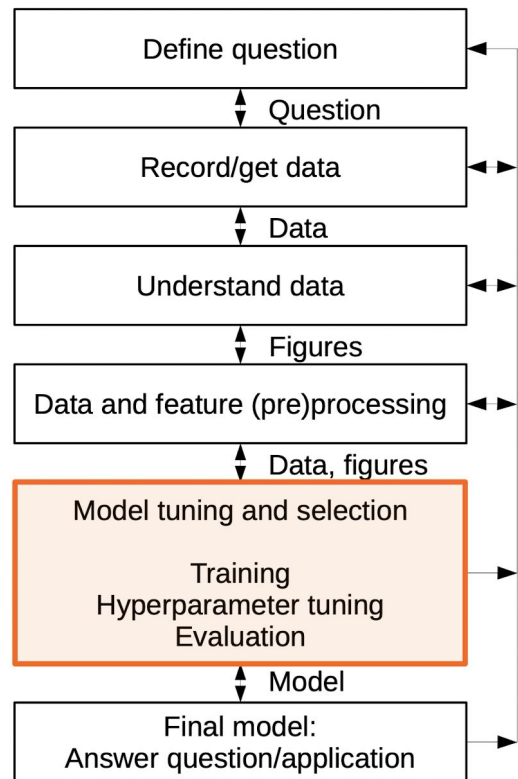 Define question
Question
Record/get data
Data
Understand data
Figures
Data and feature (pre)processing
Data, figures
Model tuning and selection
Training
Hyperparameter tuning
Evaluation
Model
Final model:
Answer question/application